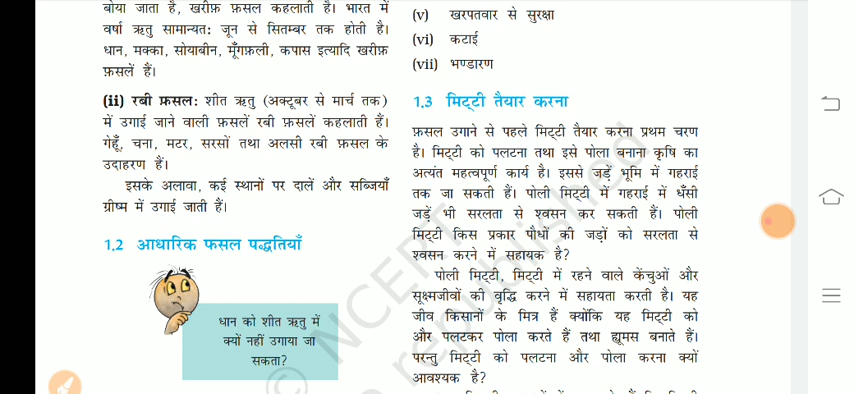 बोया जाता है, खरीफ़ फ़सल कहलाती है। भारत में
वर्षा ऋतु सामान्यत: जून से सितम्बर तक होती है।
धान, मक्का, सोयाबीन, मूँगफ़ली, कपास इत्यादि खरीफ़
फ़सलें हैं।
(ii) रबी फ़सल: शीत ऋतु (अक्टूबर से मार्च तक)
में उगाई जाने वाली फ़सलें रबी फ़सलें कहलाती हैं।
गेहूँ, चना, मटर, सरसों तथा अलसी रबी फ़सल के
उदाहरण हैं।
इसके अलावा, कई स्थानों पर दालें और सब्जियाँ
ग्रीष्म में उगाई जाती हैं।
1.2 आधारिक फसल पद्धतियाँ
धान को शीत ऋतु में
क्यों नहीं उगाया जा
सकता?
(v) खरपतवार से सुरक्षा
(vi) कटाई
(vii) भण्डारण
1.3 मिट्टी तैयार करना
फ़सल उगाने से पहले मिट्टी तैयार करना प्रथम चरण
है। मिट्टी को पलटना तथा इसे पोला बनाना कृषि का
अत्यंत महत्वपूर्ण कार्य है। इससे जड़ें भूमि में गहराई
तक जा सकती हैं। पोली मिट्टी में गहराई में धँसी
जड़ें भी सरलता से श्वसन कर सकती हैं। पोली
मिट्टी किस प्रकार पौधों की जड़ों को सरलता से
श्वसन करने में सहायक है?
पोली मिट्टी, मिट्टी में रहने वाले केंचुओं और
सूक्ष्मजीवों की वृद्धि करने में सहायता करती है। यह
जीव किसानों के मित्र हैं क्योंकि यह मिट्टी को
और पलटकर पोला करते हैं तथा ह्यूमस बनाते हैं।
परन्तु मिट्टी को पलटना और पोला करना क्यों
आवश्यक है?
© NCERT
republished